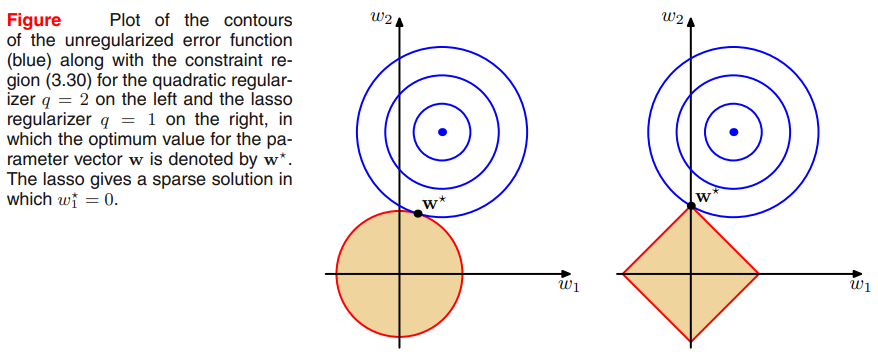 Figure Plot of the contours
of the unregularized error function
(blue) along with the constraint re-
gion (3.30) for the quadratic regular-
izer q = 2 on the left and the lasso
regularizer q = 1 on the right, in
which the optimum value for the pa-
rameter vector w is denoted by w⋆.
The lasso gives a sparse solution in
which w₁⋆ = 0.
w₂
w⋆
w₁
w₂
w⋆
w₁